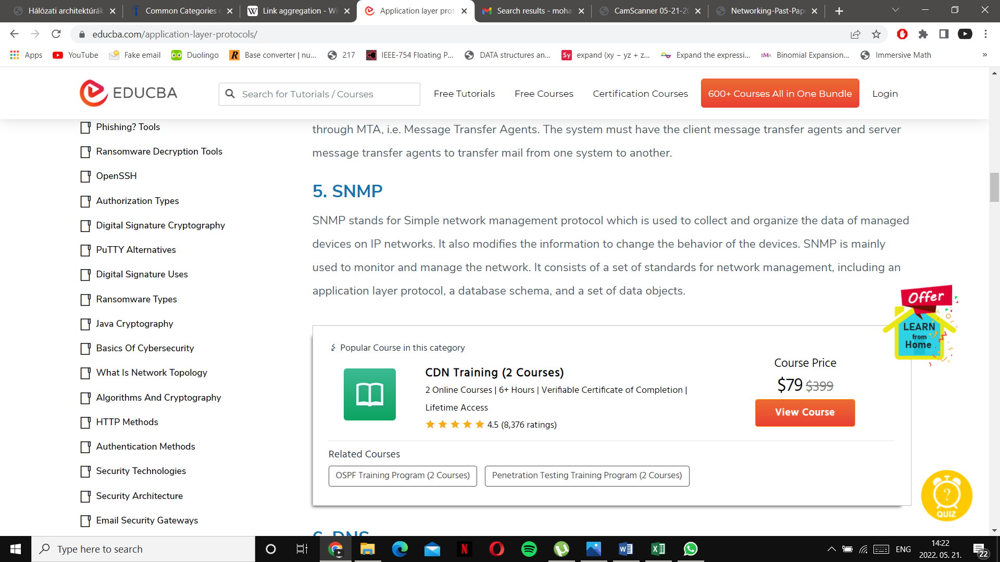 Hálózati architektúrák
Common Categories
Link aggregation - Wi
Application layer prot
Search results - moha
CamScanner 05-21-20
Networking-Past-Pap
educba.com/application-layer-protocols/
Apps
YouTube
Fake email
Duolingo
Base converter | nu...
217
IEEE-754 Floating P...
DATA structures an...
Sy
expand (xy − yz + z...
Expand the expressi...
Binomial Expansion...
Immersive Math
»
EDUCBA
Search for Tutorials / Courses
Free Tutorials
Free Courses
Certification Courses
600+ Courses All in One Bundle
Login
Phishing? Tools
Ransomware Decryption Tools
OpenSSH
Authorization Types
Digital Signature Cryptography
PuTTY Alternatives
Digital Signature Uses
Ransomware Types
Java Cryptography
Basics Of Cybersecurity
What Is Network Topology
Algorithms And Cryptography
HTTP Methods
Authentication Methods
Security Technologies
Security Architecture
Email Security Gateways
through MTA, i.e. Message Transfer Agents. The system must have the client message transfer agents and server
message transfer agents to transfer mail from one system to another.
5. SNMP
SNMP stands for Simple network management protocol which is used to collect and organize the data of managed
devices on IP networks. It also modifies the information to change the behavior of the devices. SNMP is mainly
used to monitor and manage the network. It consists of a set of standards for network management, including an
application layer protocol, a database schema, and a set of data objects.
Offer
LEARN
from
Home
Popular Course in this category
CDN Training (2 Courses)
2 Online Courses | 6+ Hours | Verifiable Certificate of Completion |
Lifetime Access
4.5 (8,376 ratings)
Course Price
$79 $399
View Course
Related Courses
OSPF Training Program (2 Courses)
Penetration Testing Training Program (2 Courses)
?
QUIZ
6. DNS
Type here to search
ENG
14:22
2022. 05. 21.
22